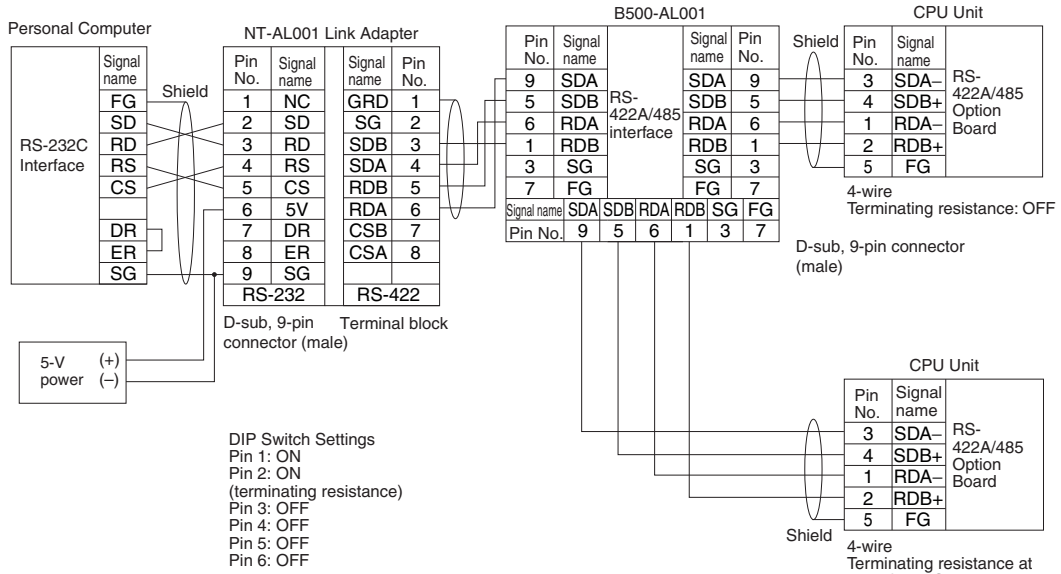 B500-AL001
CPU Unit
Personal Computer
NT-AL001 Link Adapter
RS-232C
Interface
Signal
name
FG
SD
RD
RS
CS
DR
ER
SG
Shield
Pin
No.
Signal
name
1 NC
2 SD
3 RD
4 RS
5 CS
6 5V
7 DR
8 ER
9 SG
RS-232
Signal
name
Pin
No.
GRD 1
SG 2
SDB 3
SDA 4
RDB 5
RDA 6
CSB 7
CSA 8
RS-422
D-sub, 9-pin
connector (male)
Terminal block
5-V
power
(+)
(–)
Pin
No.
Signal
name
9 SDA
5 SDB
6 RDA
1 RDB
3 SG
7 FG
RS-
422A/485
interface
Signal
name
Pin
No.
SDA 9
SDB 5
RDA 6
RDB 1
SG 3
FG 7
Signal name SDA SDB RDA RDB SG FG
Pin No. 9 5 6 1 3 7
Shield
Pin
No.
Signal
name
3 SDA–
4 SDB+
1 RDA–
2 RDB+
5 FG
RS-
422A/485
Option
Board
4-wire
Terminating resistance: OFF
D-sub, 9-pin connector
(male)
CPU Unit
Pin
No.
Signal
name
3 SDA–
4 SDB+
1 RDA–
2 RDB+
5 FG
RS-
422A/485
Option
Board
Shield
4-wire
Terminating resistance at
DIP Switch Settings
Pin 1: ON
Pin 2: ON
(terminating resistance)
Pin 3: OFF
Pin 4: OFF
Pin 5: OFF
Pin 6: OFF